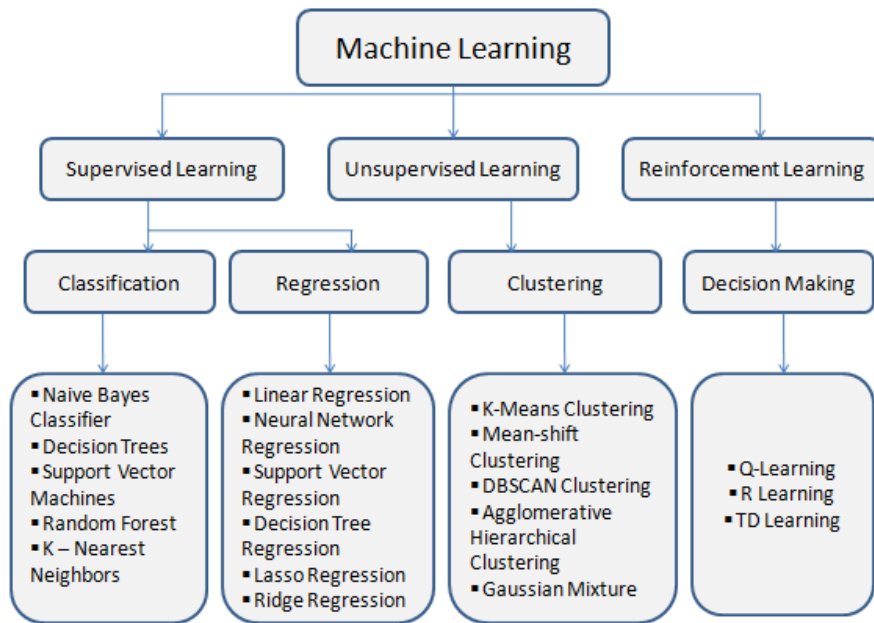 Machine Learning
Supervised Learning
Unsupervised Learning
Reinforcement Learning
Classification
Regression
Clustering
Decision Making
▪ Naive Bayes
Classifier
▪ Decision Trees
▪ Support Vector
Machines
▪ Random Forest
▪ K – Nearest
Neighbors
▪ Linear Regression
▪ Neural Network
Regression
▪ Support Vector
Regression
▪ Decision Tree
Regression
▪ Lasso Regression
▪ Ridge Regression
▪ K-Means Clustering
▪ Mean-shift
Clustering
▪ DBSCAN Clustering
▪ Agglomerative
Hierarchical
Clustering
▪ Gaussian Mixture
▪ Q-Learning
▪ R Learning
▪ TD Learning